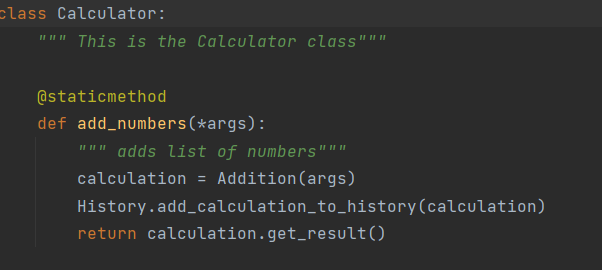 class Calculator:
    """ This is the Calculator class"""
    @staticmethod
    def add_numbers(*args):
        """ adds list of numbers"""
        calculation = Addition(args)
        History.add_calculation_to_history(calculation)
        return calculation.get_result()